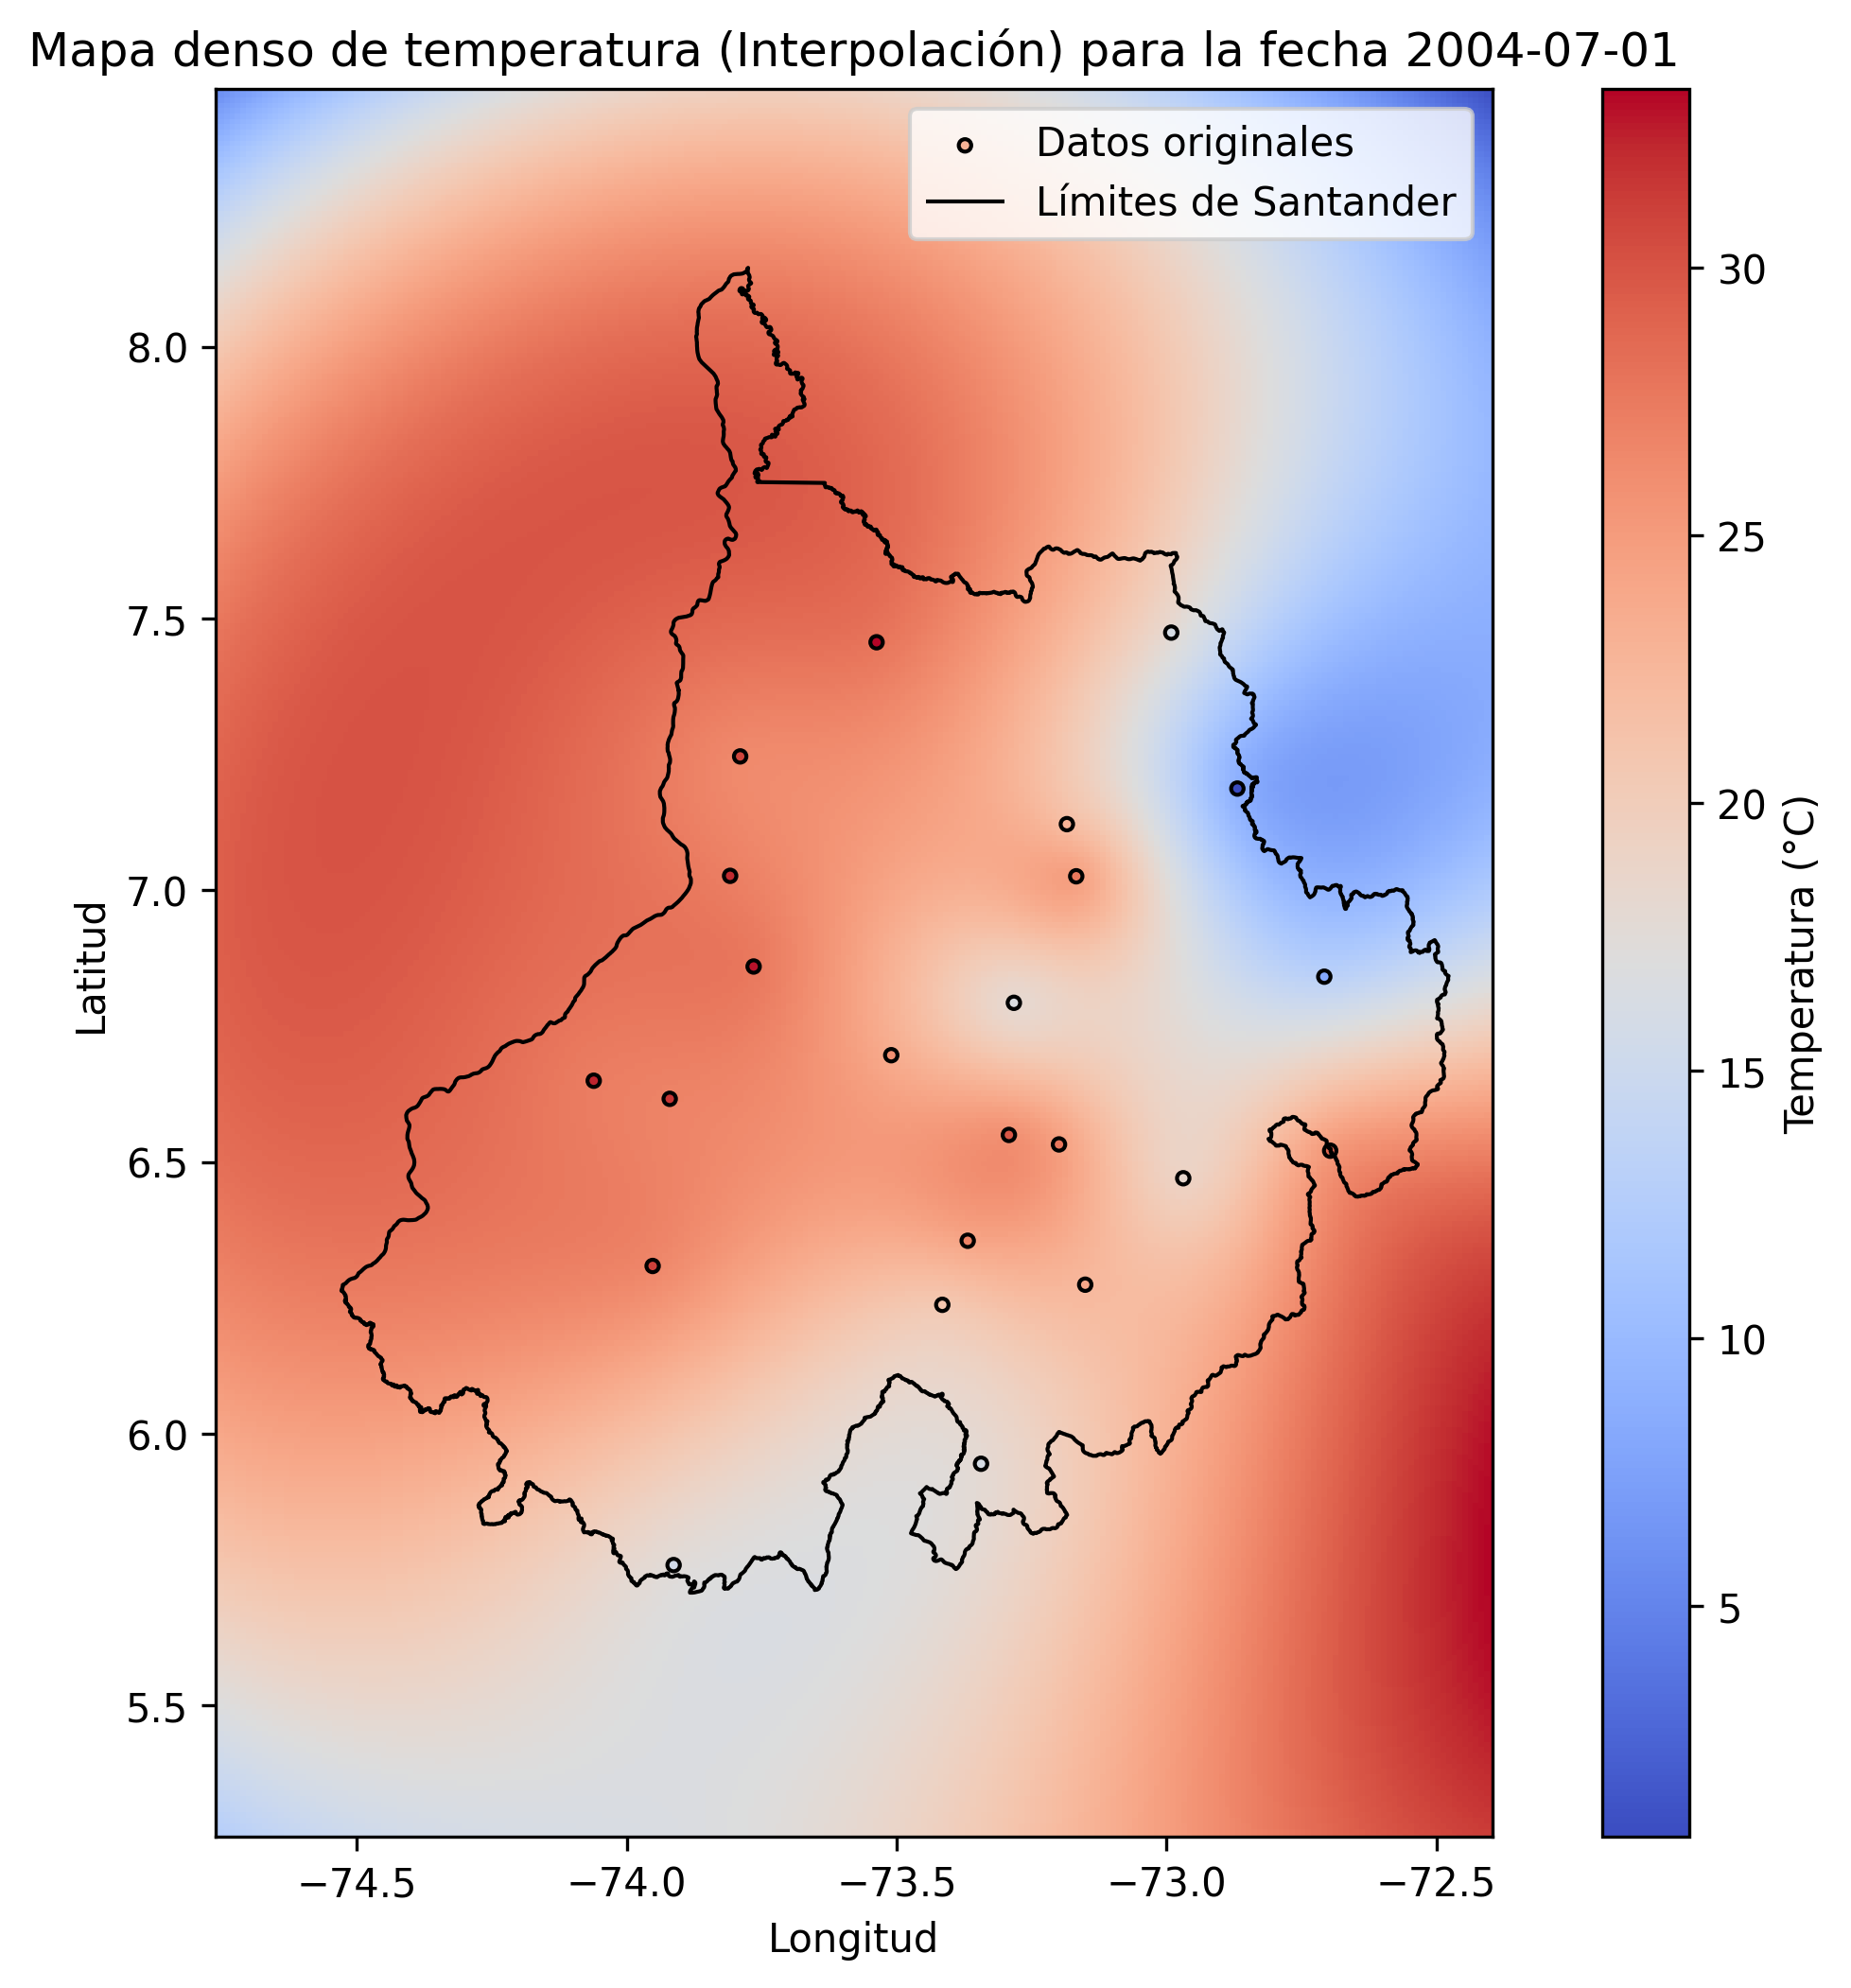 Mapa denso de temperatura (Interpolación) para la fecha 2004-07-01
Datos originales
Límites de Santander
8.0
7.5
7.0
6.5
6.0
5.5
Latitud
−74.5
−74.0
−73.5
−73.0
−72.5
Longitud
30
25
20
15
10
5
Temperatura (°C)